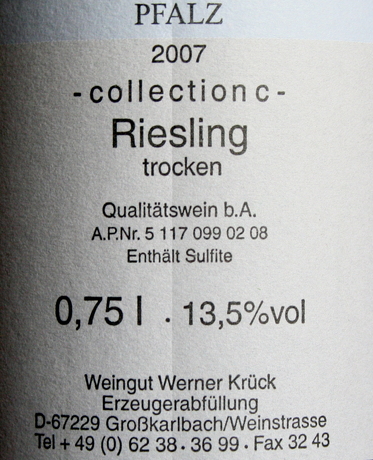 PFALZ
2007
- collection c -
Riesling
trocken
Qualitätswein b.A.
A.P.Nr. 5 117 099 02 08
Enthält Sulfite
0,75 l . 13,5%vol
Weingut Werner Krück
Erzeugerabfüllung
D-67229 Großkarlbach/Weinstrasse
Tel + 49 (0) 62 38 · 36 99 · Fax 32 43